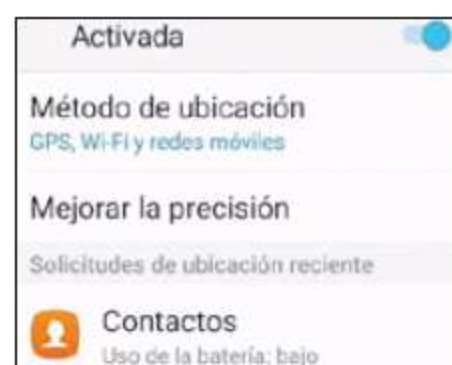 Activada
Método de ubicación
GPS, Wi-Fi y redes móviles
Mejorar la precisión
Solicitudes de ubicación reciente
Contactos
Uso de la batería: bajo